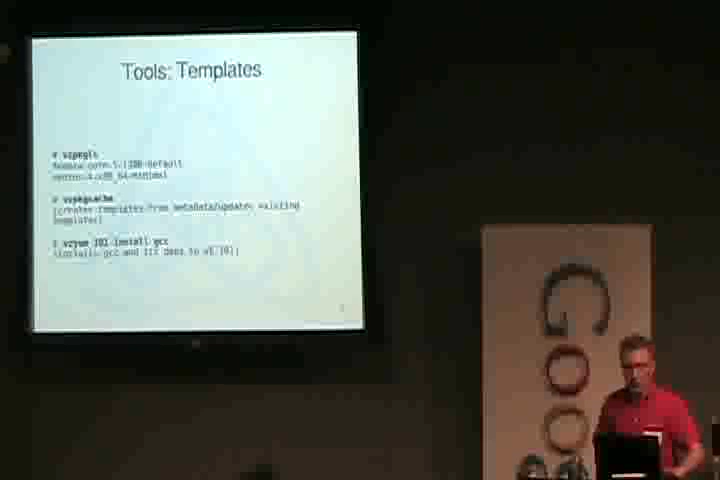 Tools: Templates
# vzpkgls
fedora-core-5-i386-default
centos-4-x86_64-minimal
# vzpkgcache
(creates templates from metadata/updates existing
templates)
# vzyum 101 install gcc
(installs gcc and its deps to VE 101)
Goo